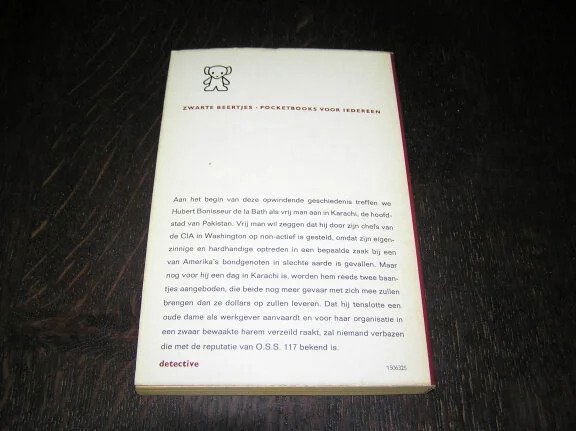 ZWARTE BEERTJES · POCKETBOOKS VOOR IEDEREEN
Aan het begin van deze opwindende geschiedenis treffen we
Hubert Bonisseur de la Bath als vrij man aan in Karachi, de hoofd-
stad van Pakistan. Vrij man wil zeggen dat hij door zijn chefs van
de CIA in Washington op non-actief is gesteld, omdat zijn eigen-
zinnige en hardhandige optreden in een bepaalde zaak bij een
van Amerika's bondgenoten in slechte aarde is gevallen. Maar
nog voor hij een dag in Karachi is, worden hem reeds twee baan-
tjes aangeboden, die beide nog meer gevaar met zich mee zullen
brengen dan ze dollars op zullen leveren. Dat hij tenslotte een
oude dame als werkgever aanvaardt en voor haar organisatie in
een zwaar bewaakte harem verzeild raakt, zal niemand verbazen
die met de reputatie van O.S.S. 117 bekend is.
detective
1506325